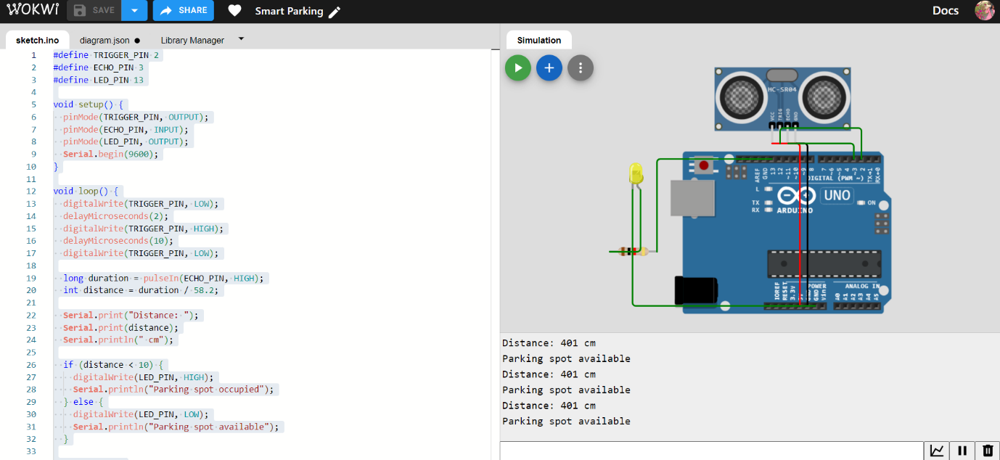 WOKWi
SAVE
SHARE
Smart Parking
Docs
sketch.ino
diagram.json
Library Manager
Simulation
1 #define TRIGGER_PIN 2
2 #define ECHO_PIN 3
3 #define LED_PIN 13
4
5 void setup() {
6 pinMode(TRIGGER_PIN, OUTPUT);
7 pinMode(ECHO_PIN, INPUT);
8 pinMode(LED_PIN, OUTPUT);
9 Serial.begin(9600);
10 }
11
12 void loop() {
13 digitalWrite(TRIGGER_PIN, LOW);
14 delayMicroseconds(2);
15 digitalWrite(TRIGGER_PIN, HIGH);
16 delayMicroseconds(10);
17 digitalWrite(TRIGGER_PIN, LOW);
18
19 long duration = pulseIn(ECHO_PIN, HIGH);
20 int distance = duration / 58.2;
21
22 Serial.print("Distance: ");
23 Serial.print(distance);
24 Serial.println(" cm");
25
26 if (distance < 10) {
27 digitalWrite(LED_PIN, HIGH);
28 Serial.println("Parking spot occupied");
29 } else {
30 digitalWrite(LED_PIN, LOW);
31 Serial.println("Parking spot available");
32 }
33
HC-SR04
VCC
TRIG
ECHO
GND
AREF
GND
13
12
~11
~10
~9
8
7
~6
~5
4
~3
2
TX→1
RX←0
DIGITAL (PWM ~)
L
TX
RX
UNO
ON
ARDUINO
IOREF
RESET
3.3V
POWER
GND
Vin
ANALOG IN
A0
A1
A2
A3
A4
A5
Distance: 401 cm
Parking spot available
Distance: 401 cm
Parking spot available
Distance: 401 cm
Parking spot available